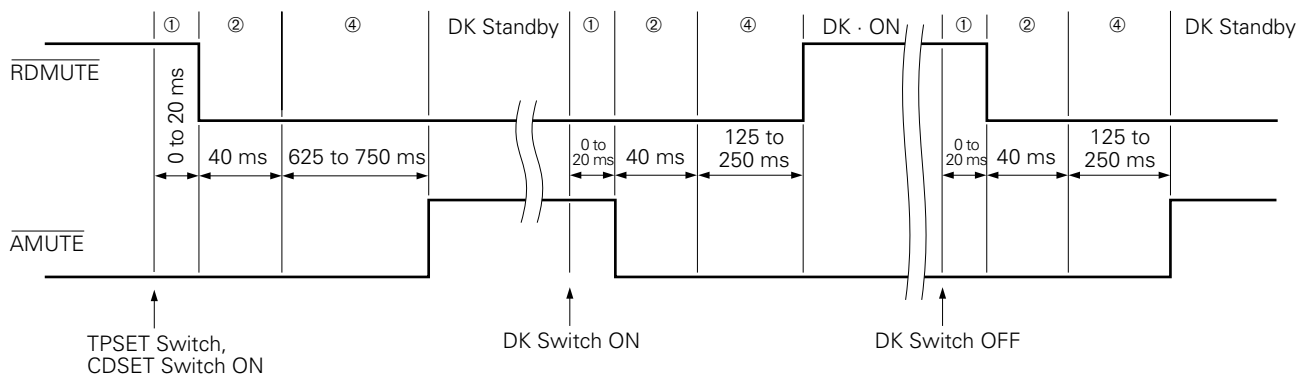 ① ② ④ DK Standby ① ② ④ DK · ON ① ② ④ DK Standby
RDMUTE
0 to 20 ms
40 ms
625 to 750 ms
0 to
20 ms
40 ms
125 to
250 ms
0 to
20 ms
40 ms
125 to
250 ms
AMUTE
TPSET Switch,
CDSET Switch ON
DK Switch ON
DK Switch OFF